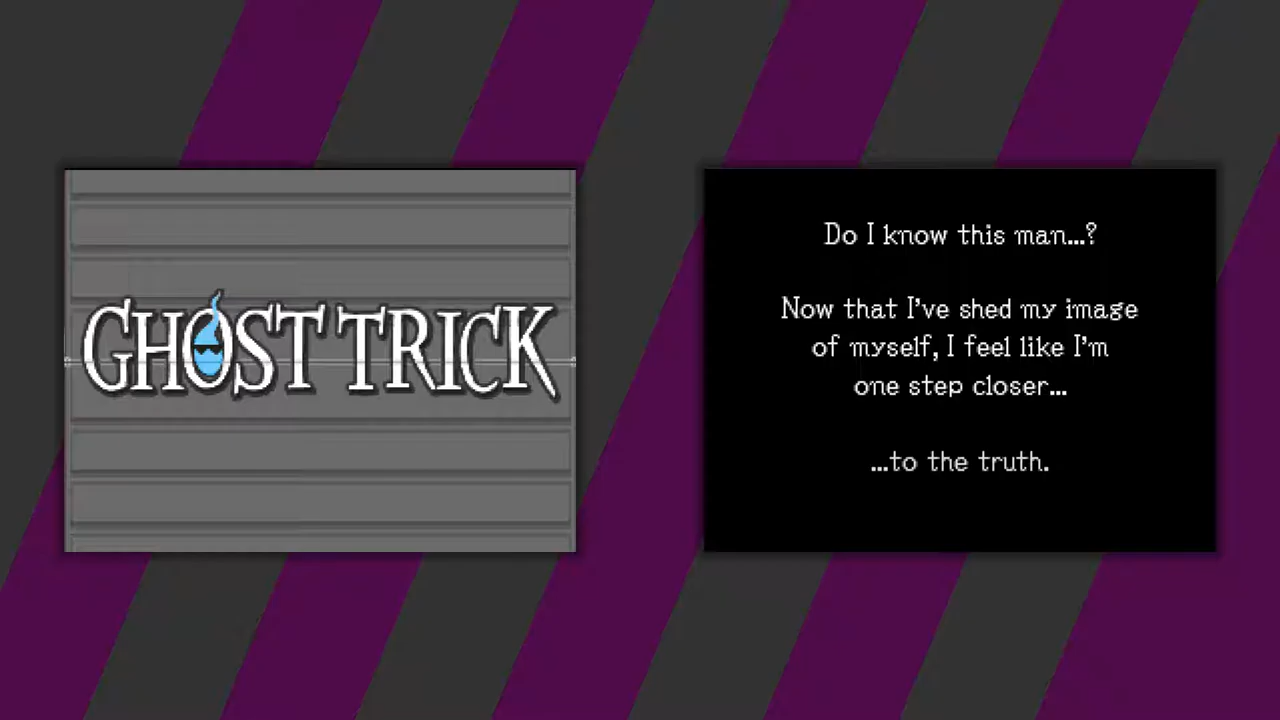 GHOST TRICK
Do I know this man...?
Now that I've shed my image
of myself, I feel like I'm
one step closer...
...to the truth.